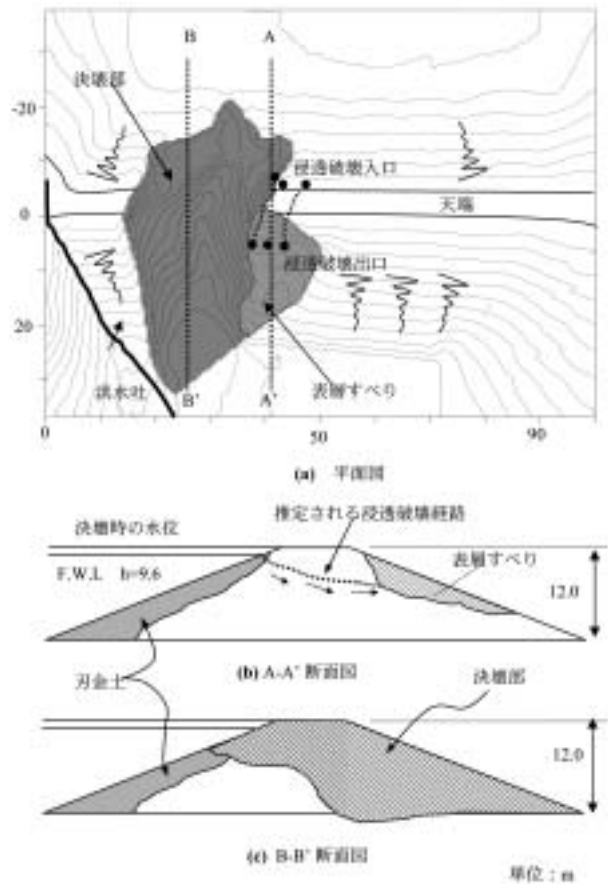 B
A
決壊部
-20
浸透破壊入口
天端
0
浸透破壊出口
20
洪水吐
B'
A'
表層すべり
0
50
90
(a) 平面図
決壊時の水位
推定される浸透破壊経路
F.W.L h=9.6
表層すべり
12.0
(b) A-A' 断面図
刃金土
決壊部
12.0
(c) B-B' 断面図
単位：m